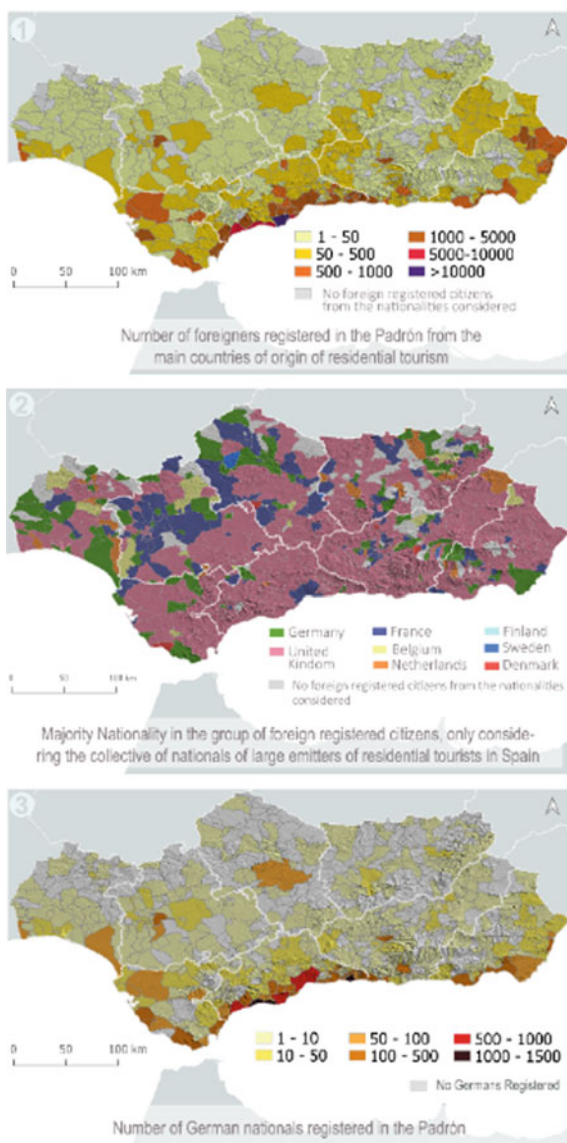 1
1 - 50 1000 - 5000
50 - 500 5000-10000
500 - 1000 >10000
No foreign registered citizens
from the nationalities considered
0 50 100 km
Number of foreigners registered in the Padrón from the
main countries of origin of residential tourism
2
Germany France Finland
United Kindom Belgium Sweden
Netherlands Denmark
No foreign registered citizens from the nationalities
considered
0 50 100 km
Majority Nationality in the group of foreign registered citizens, only conside-
ring the collective of nationals of large emitters of residential tourists in Spain
3
1 - 10 50 - 100 500 - 1000
10 - 50 100 - 500 1000 - 1500
No Germans Registered
0 50 100 km
Number of German nationals registered in the Padrón